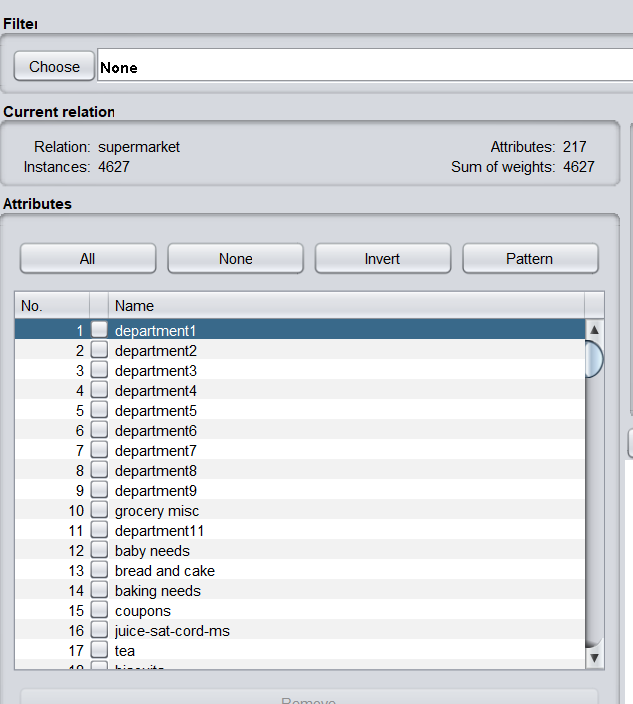 Filter
Choose None
Current relation
Relation: supermarket Attributes: 217
Instances: 4627 Sum of weights: 4627
Attributes
All None Invert Pattern
No. Name
1 department1
2 department2
3 department3
4 department4
5 department5
6 department6
7 department7
8 department8
9 department9
10 grocery misc
11 department11
12 baby needs
13 bread and cake
14 baking needs
15 coupons
16 juice-sat-cord-ms
17 tea
18 biscuits
Remove